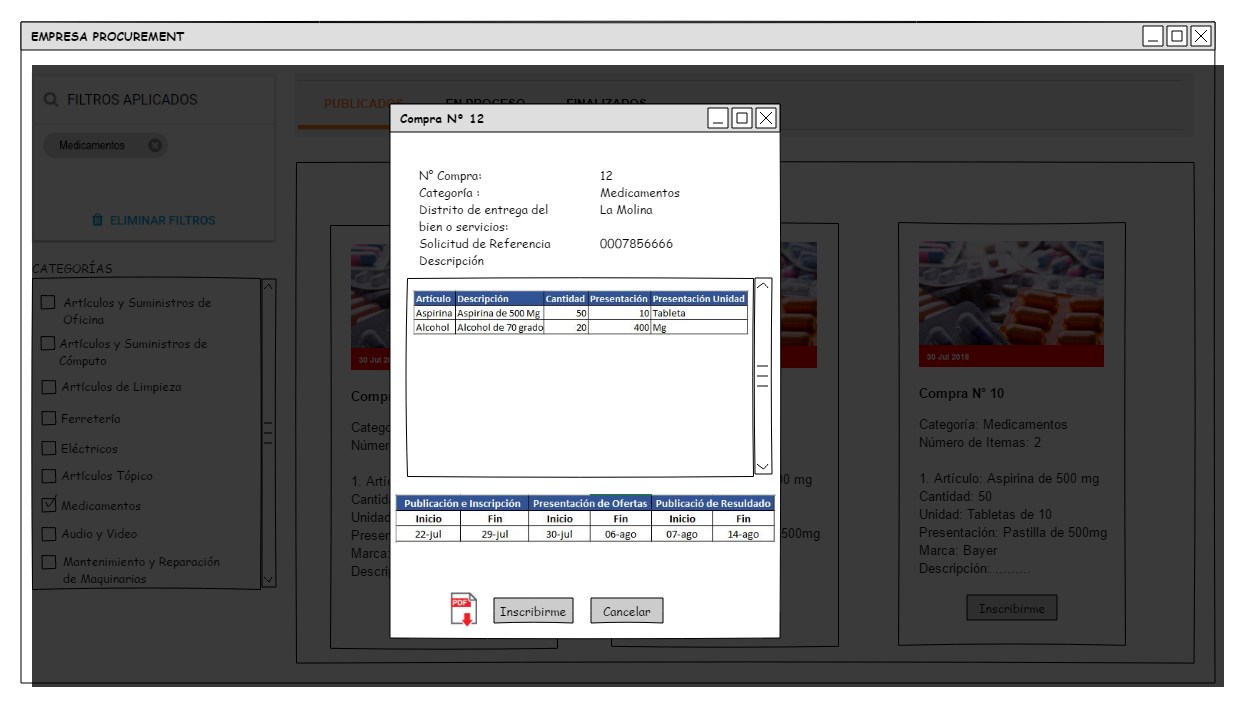 EMPRESA PROCUREMENT
FILTROS APLICADOS
Medicamentos
ELIMINAR FILTROS
CATEGORÍAS
Artículos y Suministros de
Oficina
Artículos y Suministros de
Cómputo
Artículos de Limpieza
Ferretería
Eléctricos
Artículos Tópico
Medicamentos
Audio y Video
Mantenimiento y Reparación
de Maquinarias
PUBLICADOS EN PROCESO FINALIZADOS
Compra Nº 12
N° Compra: 12
Categoría : Medicamentos
Distrito de entrega del La Molina
bien o servicios:
Solicitud de Referencia 0007856666
Descripción
Artículo Descripción Cantidad Presentación Presentación Unidad
Aspirina Aspirina de 500 Mg 50 10 Tableta
Alcohol Alcohol de 70 grado 20 400 Mg
Publicación e Inscripción Presentación de Ofertas Publicació de Resuldado
Inicio Fin Inicio Fin Inicio Fin
22-jul 29-jul 30-jul 06-ago 07-ago 14-ago
PDF
Inscribirme Cancelar
30 Jul 20
Comp
Catego
Númer
1. Artíc
Cantid
Unidad
Presen
Marca:
Descri
0 mg
500mg
30 Jul 2018
Compra N° 10
Categoría: Medicamentos
Número de Itemas: 2
1. Artículo: Aspirina de 500 mg
Cantidad: 50
Unidad: Tabletas de 10
Presentación: Pastilla de 500mg
Marca: Bayer
Descripción: .........
Inscribirme